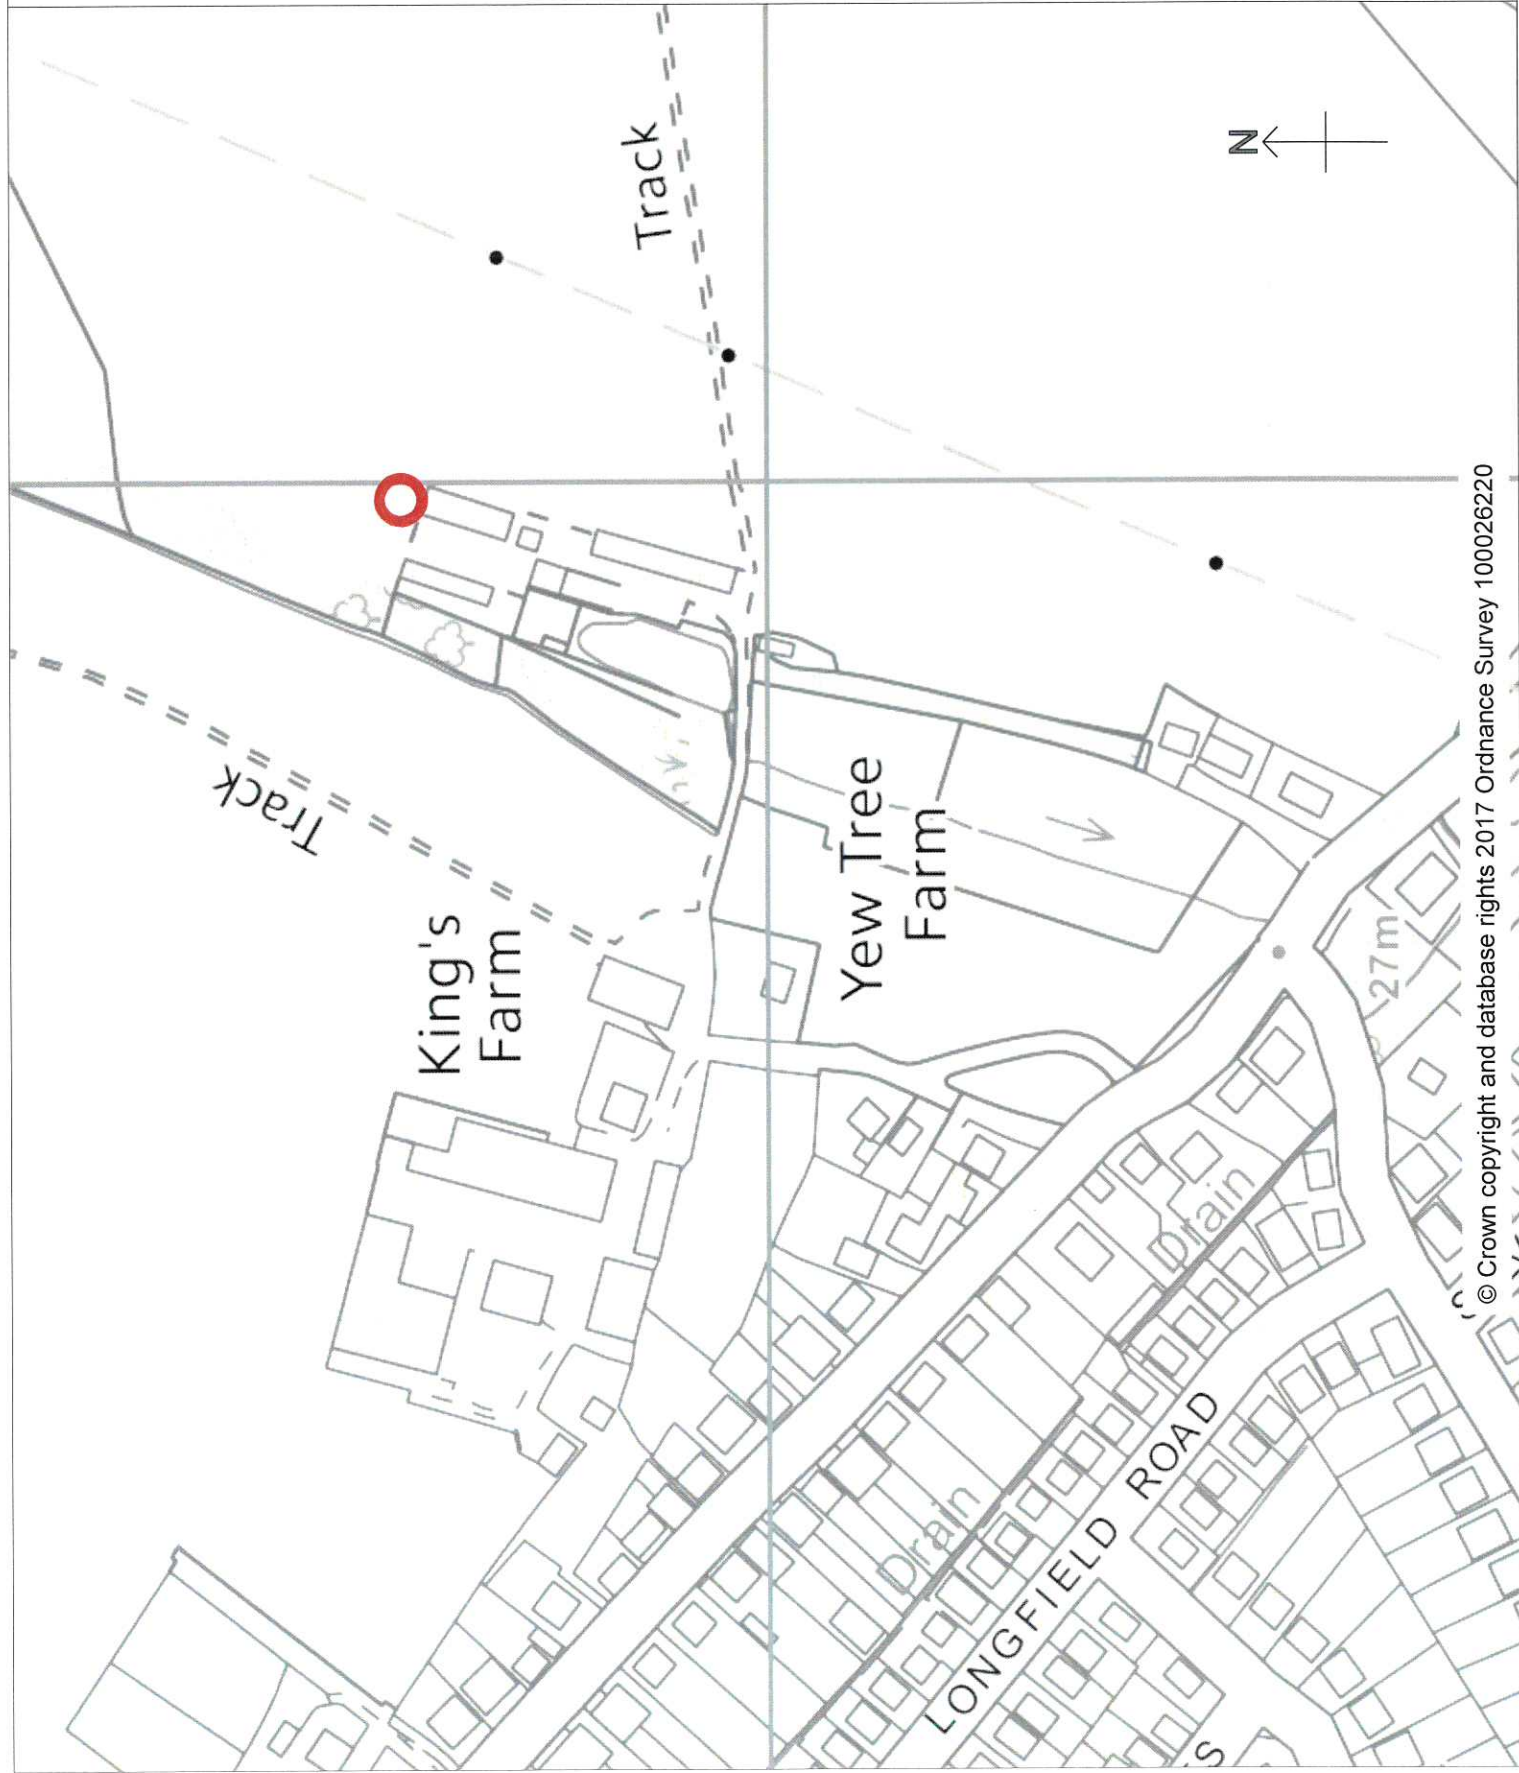 Track
Track
King's
Farm
Yew Tree
Farm
N
27m
Drain
Drain
LONGFIELD ROAD
S
© Crown copyright and database rights 2017 Ordnance Survey 100026220